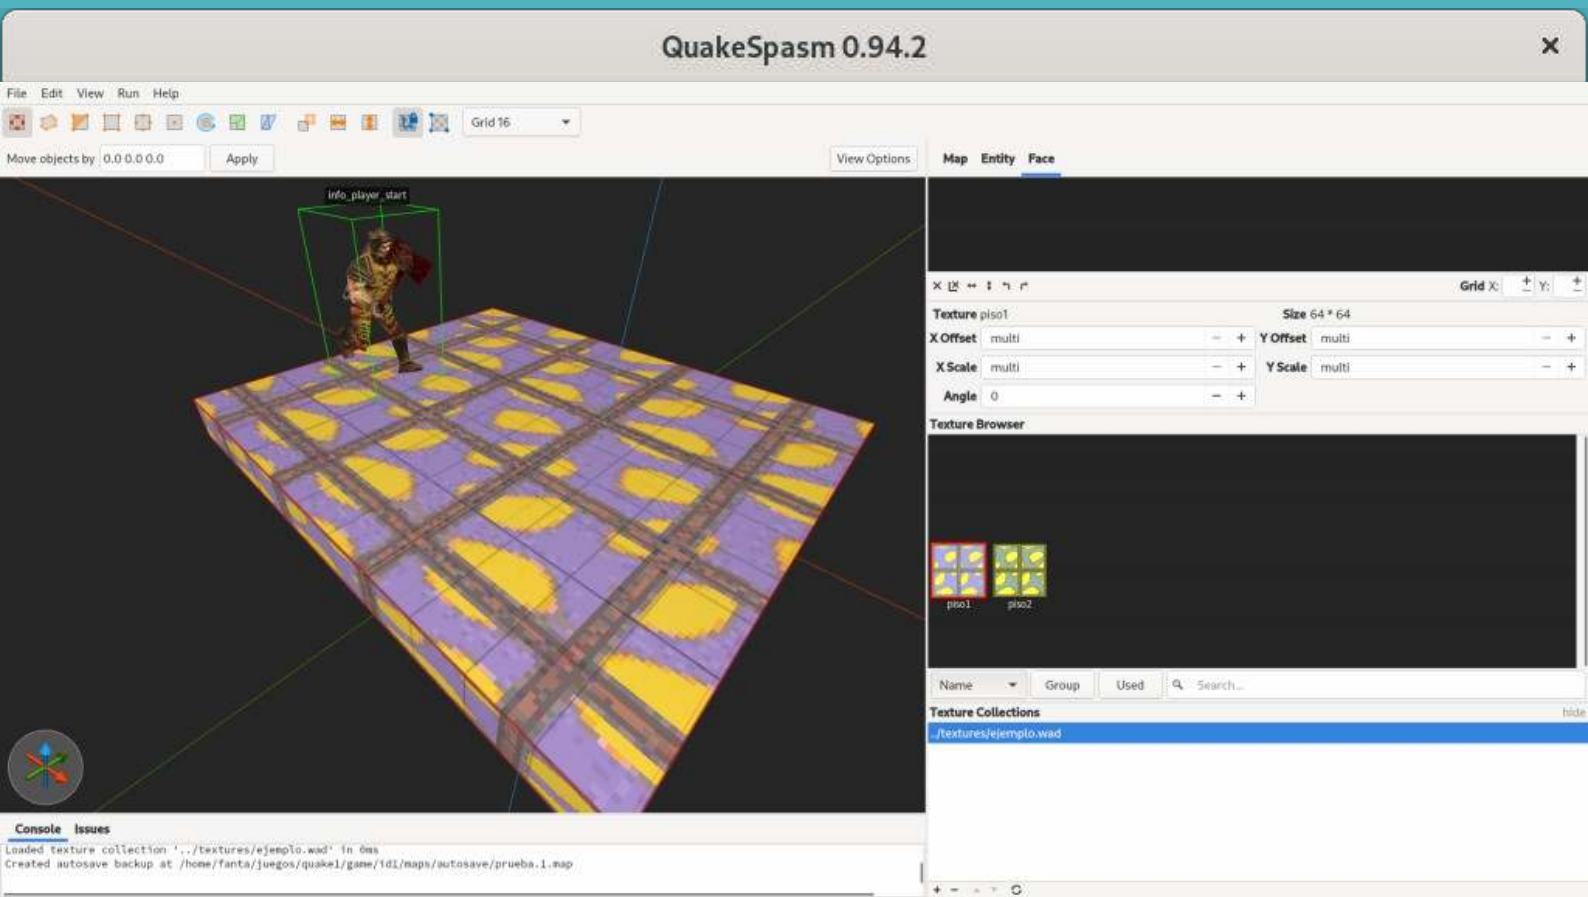 QuakeSpasm 0.94.2
File Edit View Run Help
Grid 16
Move objects by 0.0 0.0 0.0 Apply View Options Map Entity Face
info_player_start
Grid X: Y:
Texture piso1 Size 64 * 64
X Offset multi Y Offset multi
X Scale multi Y Scale multi
Angle 0
Texture Browser
piso1 piso2
Name Group Used Search...
Texture Collections hide
../textures/ejemplo.wad
Console Issues
Loaded texture collection '../textures/ejemplo.wad' in 0ms
Created autosave backup at /home/fanta/juegos/quake1/game/id1/maps/autosave/prueba.1.map